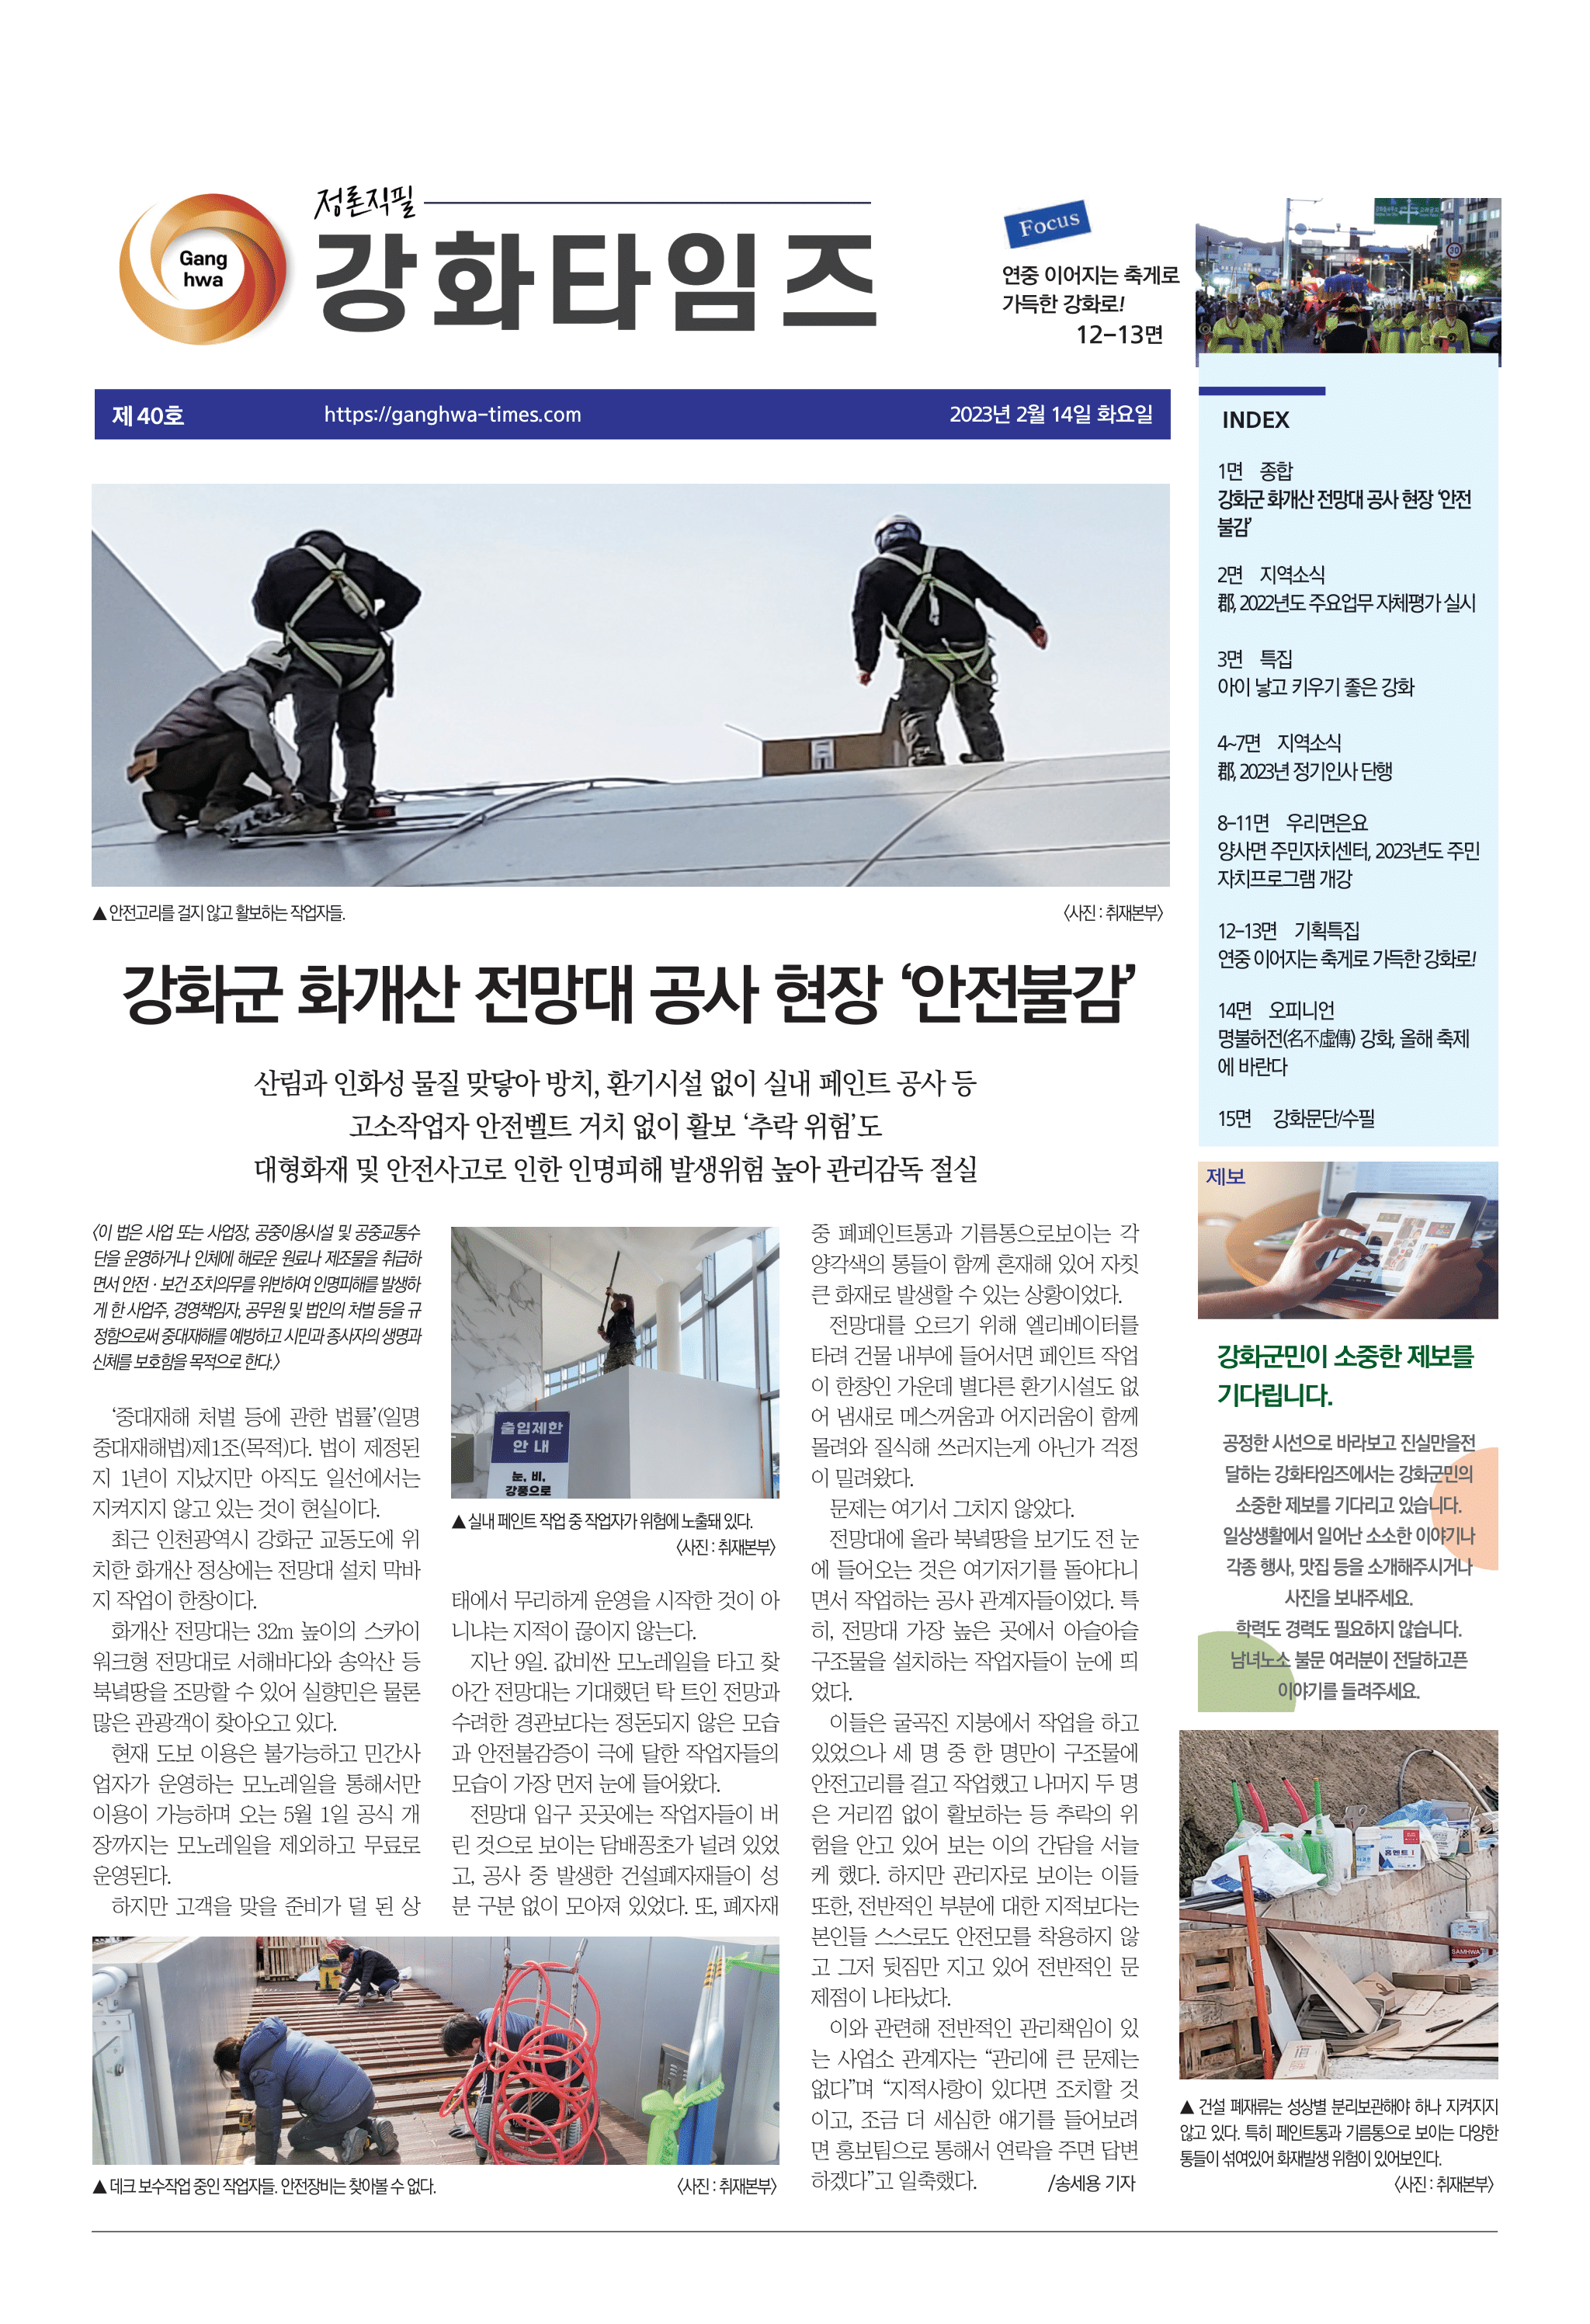 정론직필
Gang
hwa
강화타임즈
Focus
연중 이어지는 축게로
가득한 강화로!
12-13면
제 40호
https://ganghwa-times.com
2023년 2월 14일 화요일
▲ 안전고리를 걸지 않고 활보하는 작업자들.
〈사진 : 취재본부〉
강화군 화개산 전망대 공사 현장 ‘안전불감’
산림과 인화성 물질 맞닿아 방치, 환기시설 없이 실내 페인트 공사 등
고소작업자 안전벨트 거치 없이 활보 ‘추락 위험’도
대형화재 및 안전사고로 인한 인명피해 발생위험 높아 관리감독 절실
〈이 법은 사업 또는 사업장, 공중이용시설 및 공중교통수
단을 운영하거나 인체에 해로운 원료나 제조물을 취급하
면서 안전 · 보건 조치의무를 위반하여 인명피해를 발생하
게 한 사업주, 경영책임자, 공무원 및 법인의 처벌 등을 규
정함으로써 중대재해를 예방하고 시민과 종사자의 생명과
신체를 보호함을 목적으로 한다.〉
‘중대재해 처벌 등에 관한 법률’(일명
중대재해법)제1조(목적)다. 법이 제정된
지 1년이 지났지만 아직도 일선에서는
지켜지지 않고 있는 것이 현실이다.
최근 인천광역시 강화군 교동도에 위
치한 화개산 정상에는 전망대 설치 막바
지 작업이 한창이다.
화개산 전망대는 32m 높이의 스카이
워크형 전망대로 서해바다와 송악산 등
북녘땅을 조망할 수 있어 실향민은 물론
많은 관광객이 찾아오고 있다.
현재 도보 이용은 불가능하고 민간사
업자가 운영하는 모노레일을 통해서만
이용이 가능하며 오는 5월 1일 공식 개
장까지는 모노레일을 제외하고 무료로
운영된다.
하지만 고객을 맞을 준비가 덜 된 상
출입제한
안 내
눈, 비,
강풍으로
▲ 실내 페인트 작업 중 작업자가 위험에 노출돼 있다.
〈사진 : 취재본부〉
태에서 무리하게 운영을 시작한 것이 아
니냐는 지적이 끊이지 않는다.
지난 9일. 값비싼 모노레일을 타고 찾
아간 전망대는 기대했던 탁 트인 전망과
수려한 경관보다는 정돈되지 않은 모습
과 안전불감증이 극에 달한 작업자들의
모습이 가장 먼저 눈에 들어왔다.
전망대 입구 곳곳에는 작업자들이 버
린 것으로 보이는 담배꽁초가 널려 있었
고, 공사 중 발생한 건설폐자재들이 성
분 구분 없이 모아져 있었다. 또, 폐자재
중 폐페인트통과 기름통으로보이는 각
양각색의 통들이 함께 혼재해 있어 자칫
큰 화재로 발생할 수 있는 상황이었다.
전망대를 오르기 위해 엘리베이터를
타려 건물 내부에 들어서면 페인트 작업
이 한창인 가운데 별다른 환기시설도 없
어 냄새로 메스꺼움과 어지러움이 함께
몰려와 질식해 쓰러지는게 아닌가 걱정
이 밀려왔다.
문제는 여기서 그치지 않았다.
전망대에 올라 북녘땅을 보기도 전 눈
에 들어오는 것은 여기저기를 돌아다니
면서 작업하는 공사 관계자들이었다. 특
히, 전망대 가장 높은 곳에서 아슬아슬
구조물을 설치하는 작업자들이 눈에 띄
었다.
이들은 굴곡진 지붕에서 작업을 하고
있었으나 세 명 중 한 명만이 구조물에
안전고리를 걸고 작업했고 나머지 두 명
은 거리낌 없이 활보하는 등 추락의 위
험을 안고 있어 보는 이의 간담을 서늘
케 했다. 하지만 관리자로 보이는 이들
또한, 전반적인 부분에 대한 지적보다는
본인들 스스로도 안전모를 착용하지 않
고 그저 뒷짐만 지고 있어 전반적인 문
제점이 나타났다.
이와 관련해 전반적인 관리책임이 있
는 사업소 관계자는 “관리에 큰 문제는
없다”며 “지적사항이 있다면 조치할 것
이고, 조금 더 세심한 얘기를 들어보려
면 홍보팀으로 통해서 연락을 주면 답변
하겠다”고 일축했다.
/송세용 기자
▲ 데크 보수작업 중인 작업자들. 안전장비는 찾아볼 수 없다.
〈사진 : 취재본부〉
INDEX
1면 종합
강화군 화개산 전망대 공사 현장 ‘안전
불감’
2면 지역소식
郡, 2022년도 주요업무 자체평가 실시
3면 특집
아이 낳고 키우기 좋은 강화
4~7면 지역소식
郡, 2023년 정기인사 단행
8-11면 우리면은요
양사면 주민자치센터, 2023년도 주민
자치프로그램 개강
12-13면 기획특집
연중 이어지는 축게로 가득한 강화로!
14면 오피니언
명불허전(名不虛傳) 강화, 올해 축제
에 바란다
15면 강화문단/수필
제보
강화군민이 소중한 제보를
기다립니다.
공정한 시선으로 바라보고 진실만을전
달하는 강화타임즈에서는 강화군민의
소중한 제보를 기다리고 있습니다.
일상생활에서 일어난 소소한 이야기나
각종 행사, 맛집 등을 소개해주시거나
사진을 보내주세요.
학력도 경력도 필요하지 않습니다.
남녀노소 불문 여러분이 전달하고픈
이야기를 들려주세요.
홈멘트 I
SAMHWA
▲ 건설 폐재류는 성상별 분리보관해야 하나 지켜지지
않고 있다. 특히 페인트통과 기름통으로 보이는 다양한
통들이 섞여있어 화재발생 위험이 있어보인다.
〈사진 : 취재본부〉